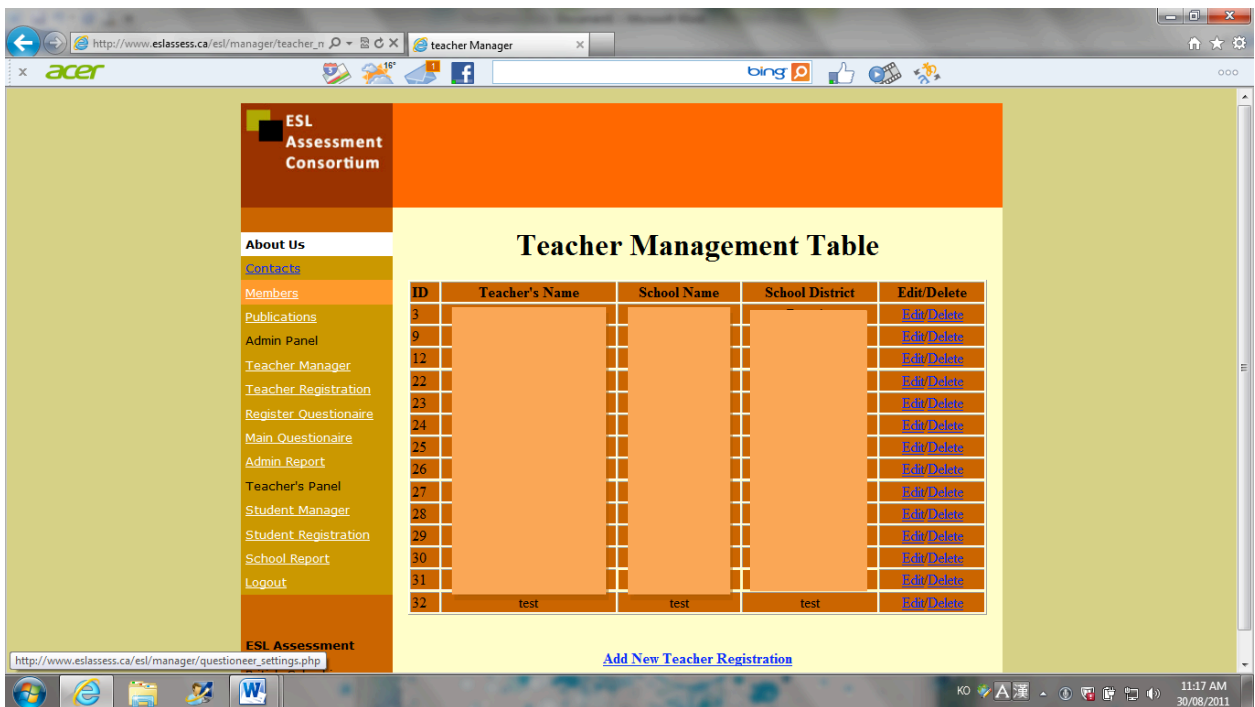 http://www.eslassess.ca/esl/manager/teacher_n
teacher Manager
acer
16°
bing
ESL
Assessment
Consortium
About Us
Contacts
Members
Publications
Admin Panel
Teacher Manager
Teacher Registration
Register Questionaire
Main Questionaire
Admin Report
Teacher's Panel
Student Manager
Student Registration
School Report
Logout
ESL Assessment
Teacher Management Table
ID Teacher's Name School Name School District Edit/Delete
3 Edit/Delete
9 Edit/Delete
12 Edit/Delete
22 Edit/Delete
23 Edit/Delete
24 Edit/Delete
25 Edit/Delete
26 Edit/Delete
27 Edit/Delete
28 Edit/Delete
29 Edit/Delete
30 Edit/Delete
31 Edit/Delete
32 test test test Edit/Delete
Add New Teacher Registration
http://www.eslassess.ca/esl/manager/questioneer_settings.php
KO A 漢
11:17 AM
30/08/2011